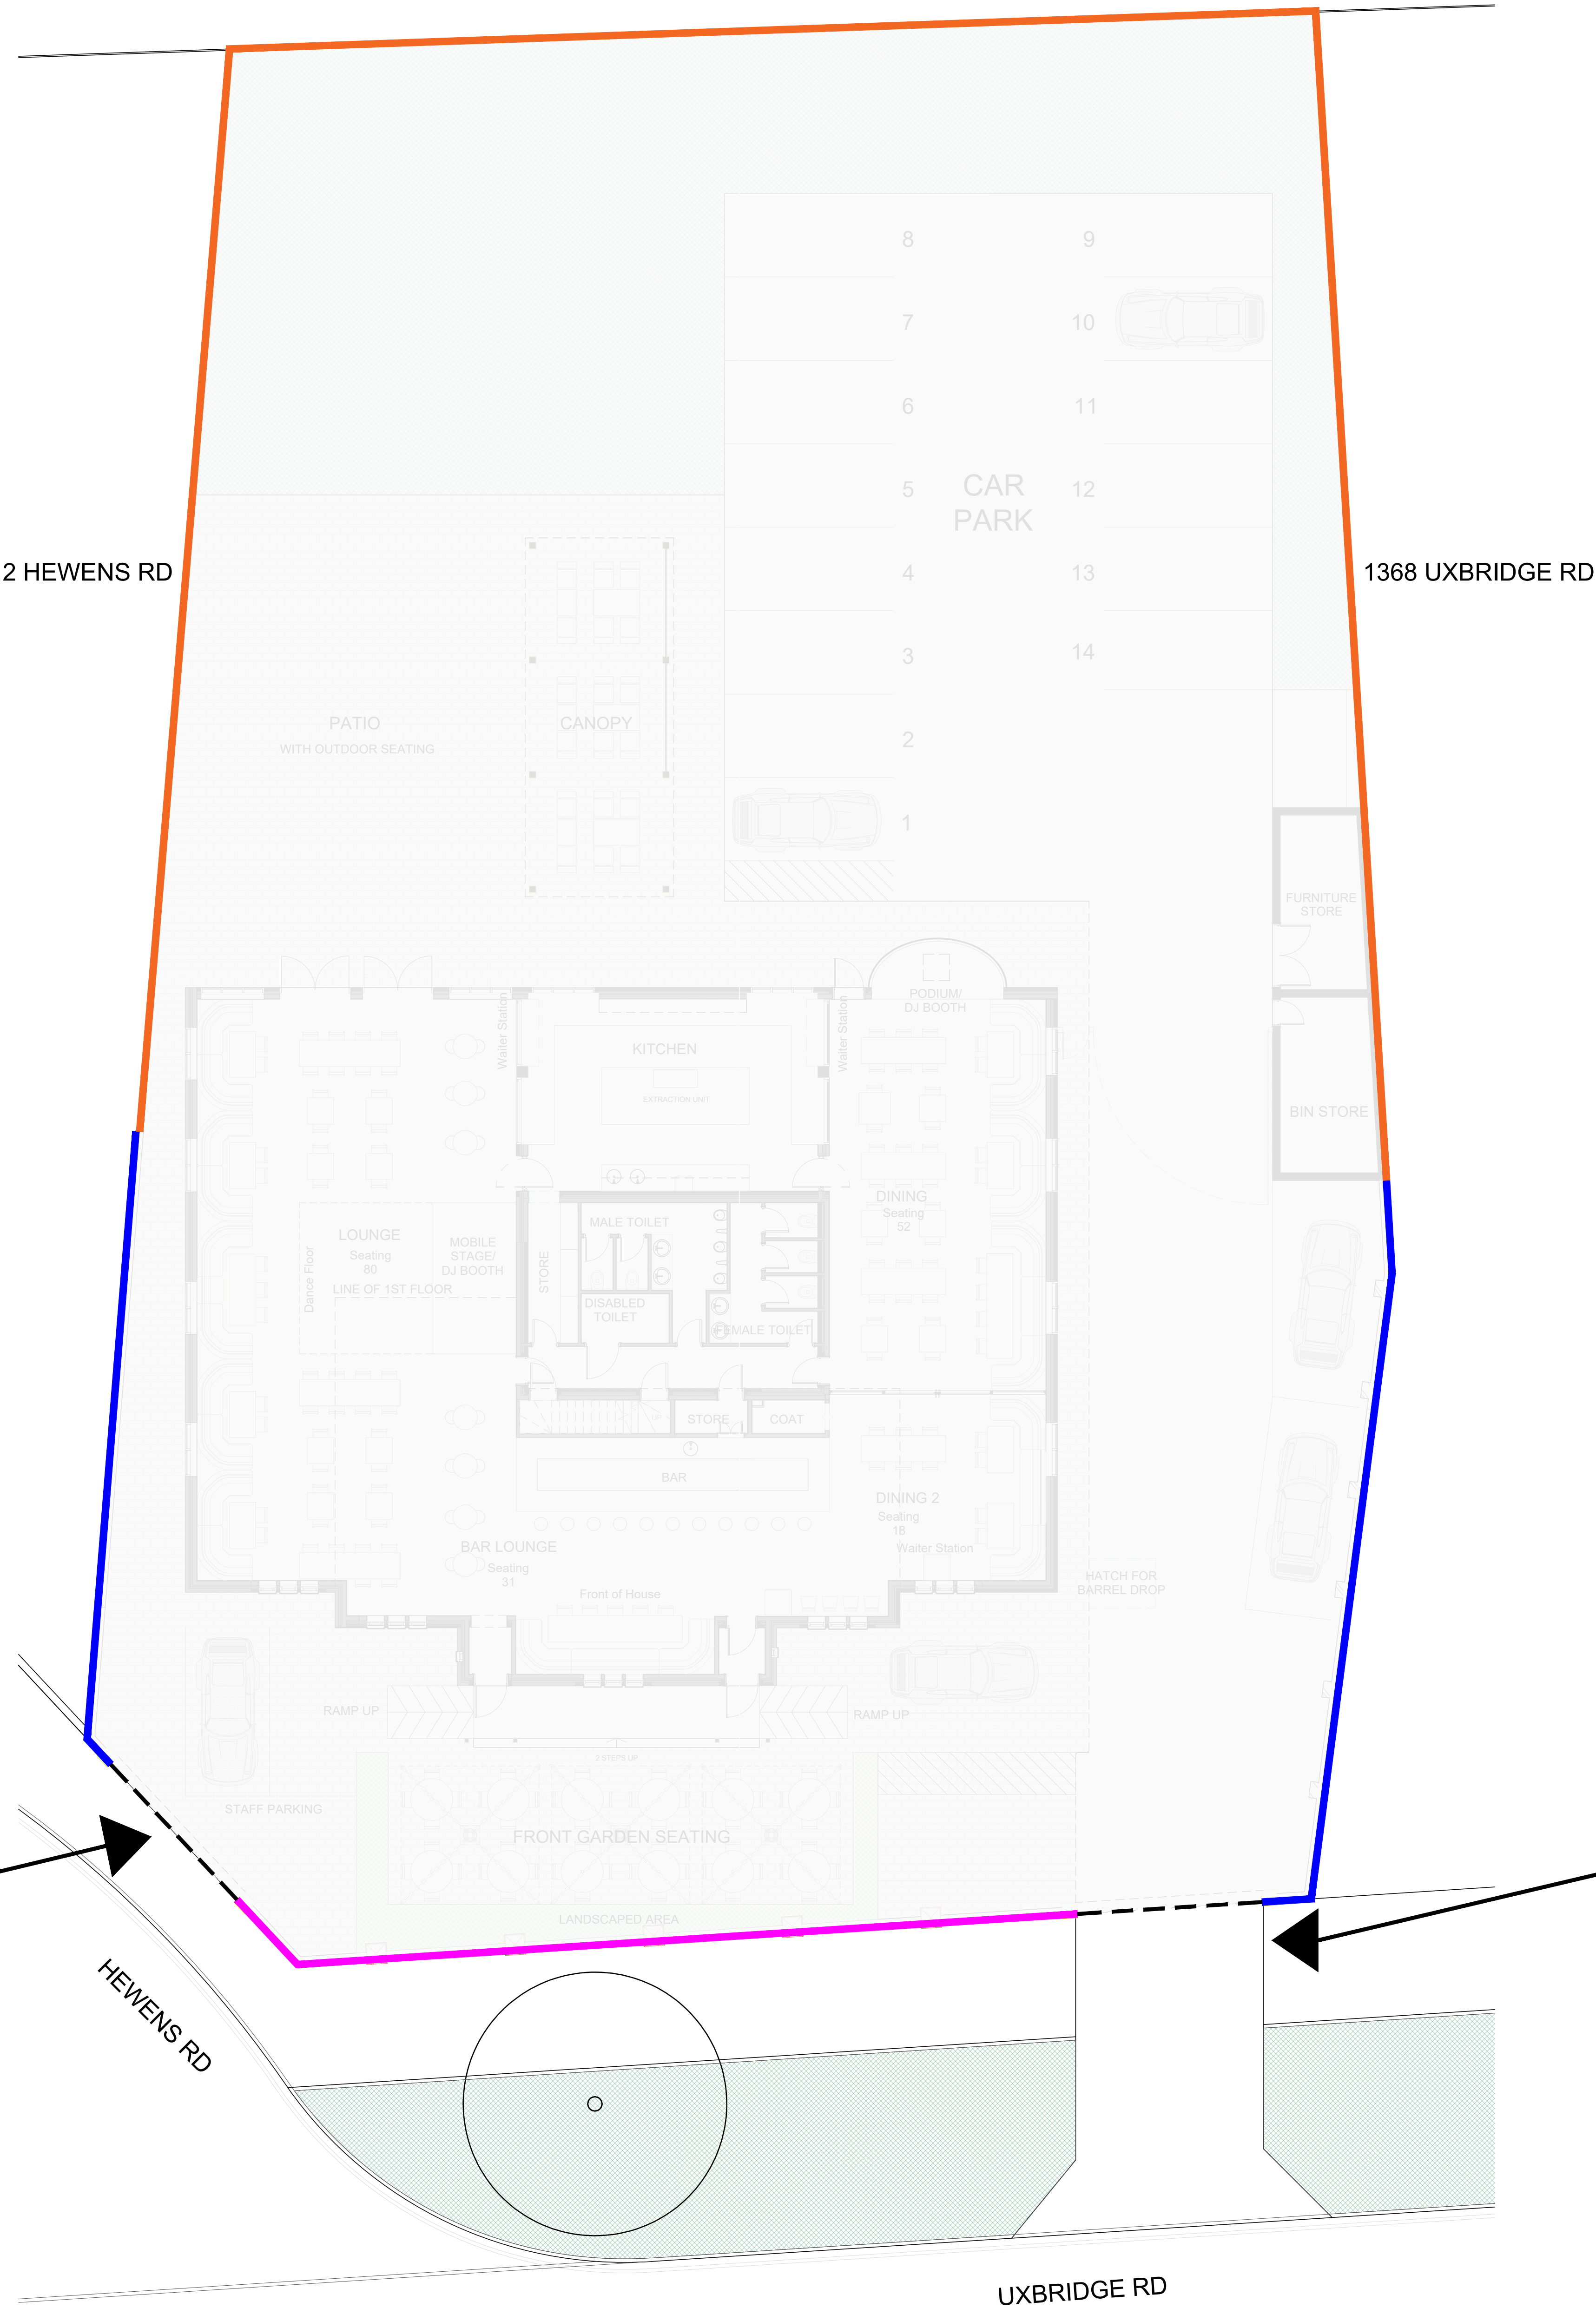 8
9
7
10
6
11
CAR
PARK
5
12
2 HEWENS RD
1368 UXBRIDGE RD
4
13
3
14
PATIO
WITH OUTDOOR SEATING
CANOPY
2
1
FURNITURE
STORE
Waiter Station
Waiter Station
PODIUM/
DJ BOOTH
KITCHEN
EXTRACTION UNIT
BIN STORE
DINING
Seating
52
MALE TOILET
LOUNGE
Seating
80
LINE OF 1ST FLOOR
Dance Floor
MOBILE
STAGE/
DJ BOOTH
STORE
DISABLED
TOILET
FEMALE TOILET
STORE
COAT
BAR
DINING 2
Seating
18
Waiter Station
BAR LOUNGE
Seating
31
Front of House
HATCH FOR
BARREL DROP
RAMP UP
RAMP UP
2 STEPS UP
STAFF PARKING
FRONT GARDEN SEATING
LANDSCAPED AREA
HEWENS RD
UXBRIDGE RD